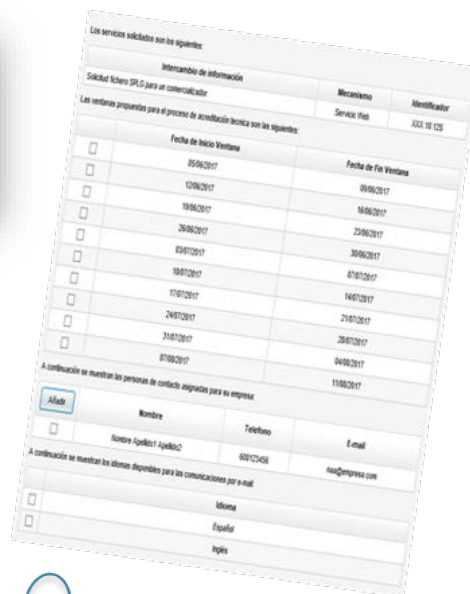 Los servicios solicitados son los siguientes:
Intercambio de información Mecanismo Identificador
Solicitud fichero SPLG para un comercializador Servicio Web XXX 10 125
Las ventanas propuestas para el proceso de acreditación técnica son las siguientes:
Fecha de Inicio Ventana Fecha de Fin Ventana
05/06/2017 09/06/2017
12/06/2017 16/06/2017
19/06/2017 23/06/2017
26/06/2017 30/06/2017
03/07/2017 07/07/2017
10/07/2017 14/07/2017
17/07/2017 21/07/2017
24/07/2017 28/07/2017
31/07/2017 04/08/2017
07/08/2017 11/08/2017
A continuación se muestran las personas de contacto asignadas para su empresa:
Añadir Nombre Telefono E-mail
Nombre Apellido1 Apellido2 600123456 @empresa.com
A continuación se muestran los idiomas disponibles para las comunicaciones por e-mail:
Idioma
Español
Inglés